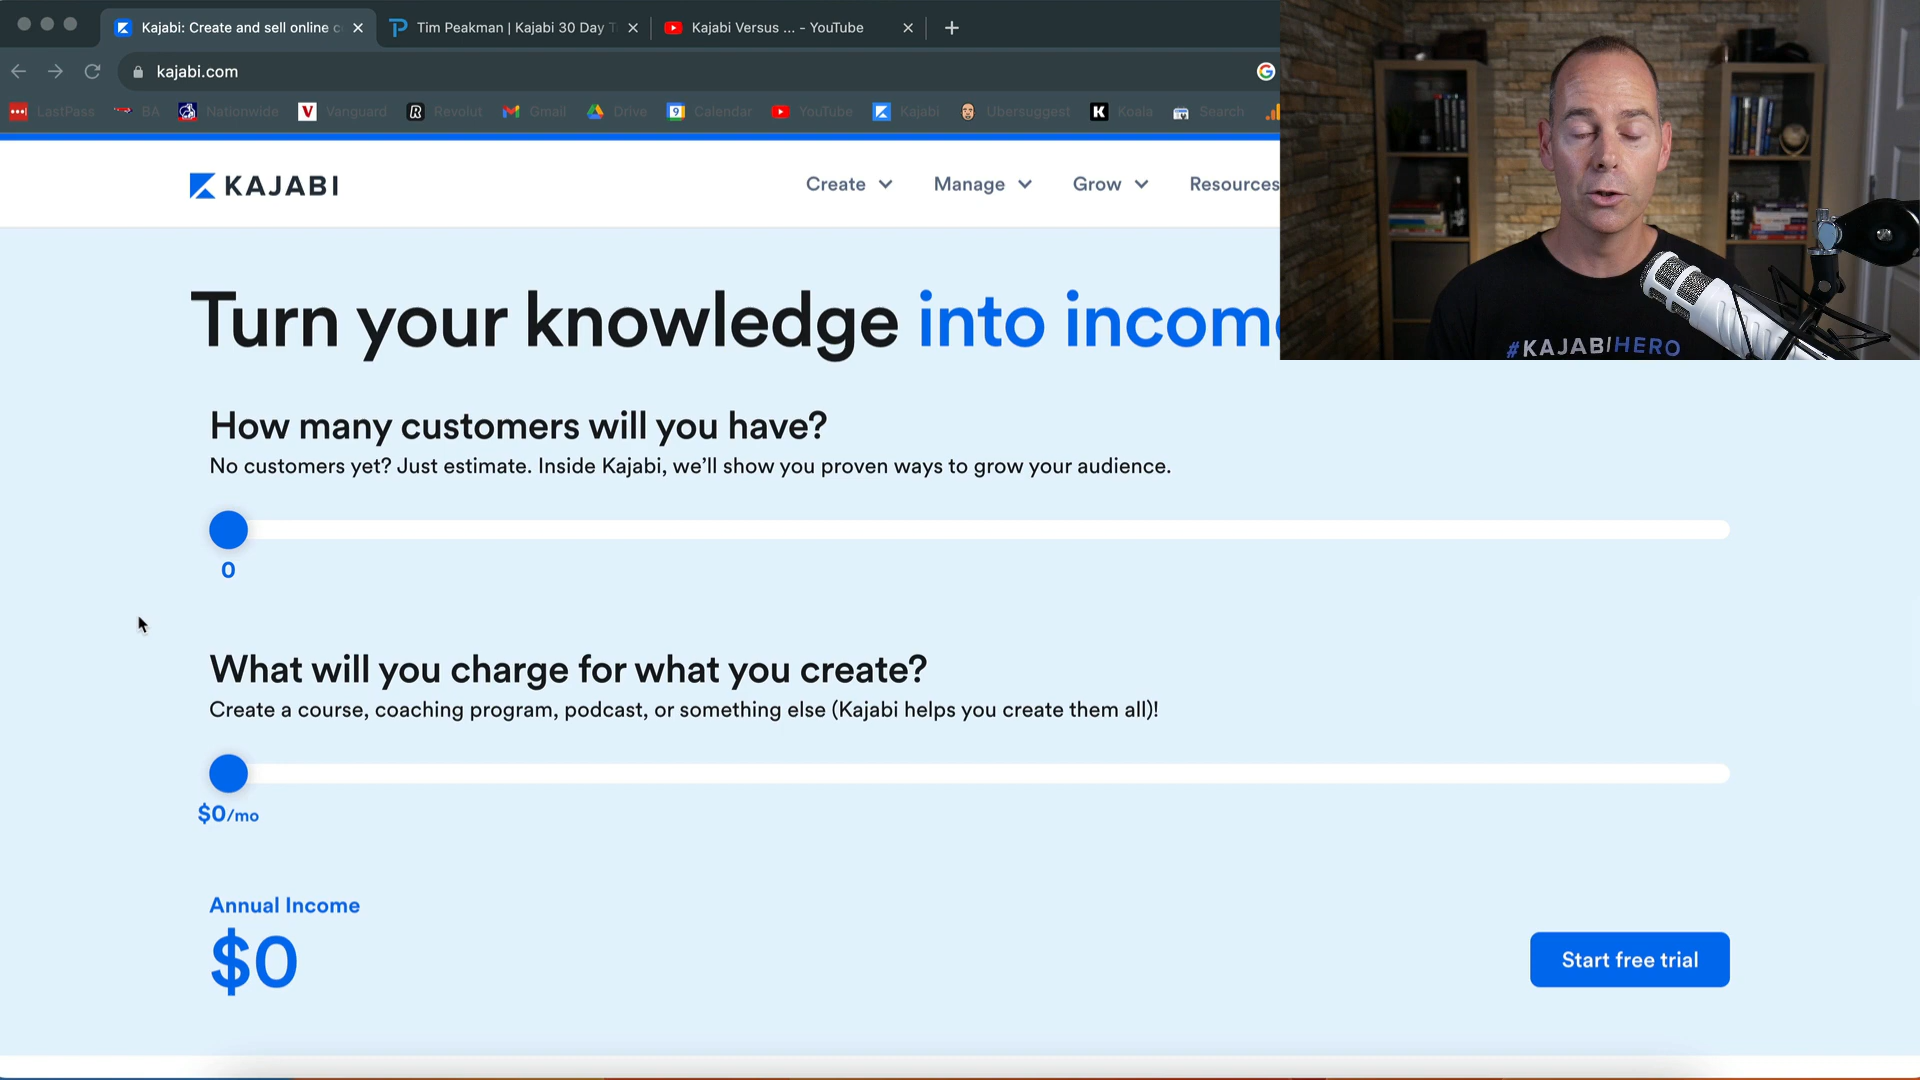 Kajabi: Create and sell online c
Tim Peakman | Kajabi 30 Day T
Kajabi Versus ... - YouTube
kajabi.com
LastPass
BA
Nationwide
Vanguard
Revolut
Gmail
Drive
Calendar
YouTube
Kajabi
Ubersuggest
Koala
Search
KAJABI
Create
Manage
Grow
Resources
Turn your knowledge into income
#KAJABIHERO
How many customers will you have?
No customers yet? Just estimate. Inside Kajabi, we'll show you proven ways to grow your audience.
0
What will you charge for what you create?
Create a course, coaching program, podcast, or something else (Kajabi helps you create them all)!
$0/mo
Annual Income
$0
Start free trial